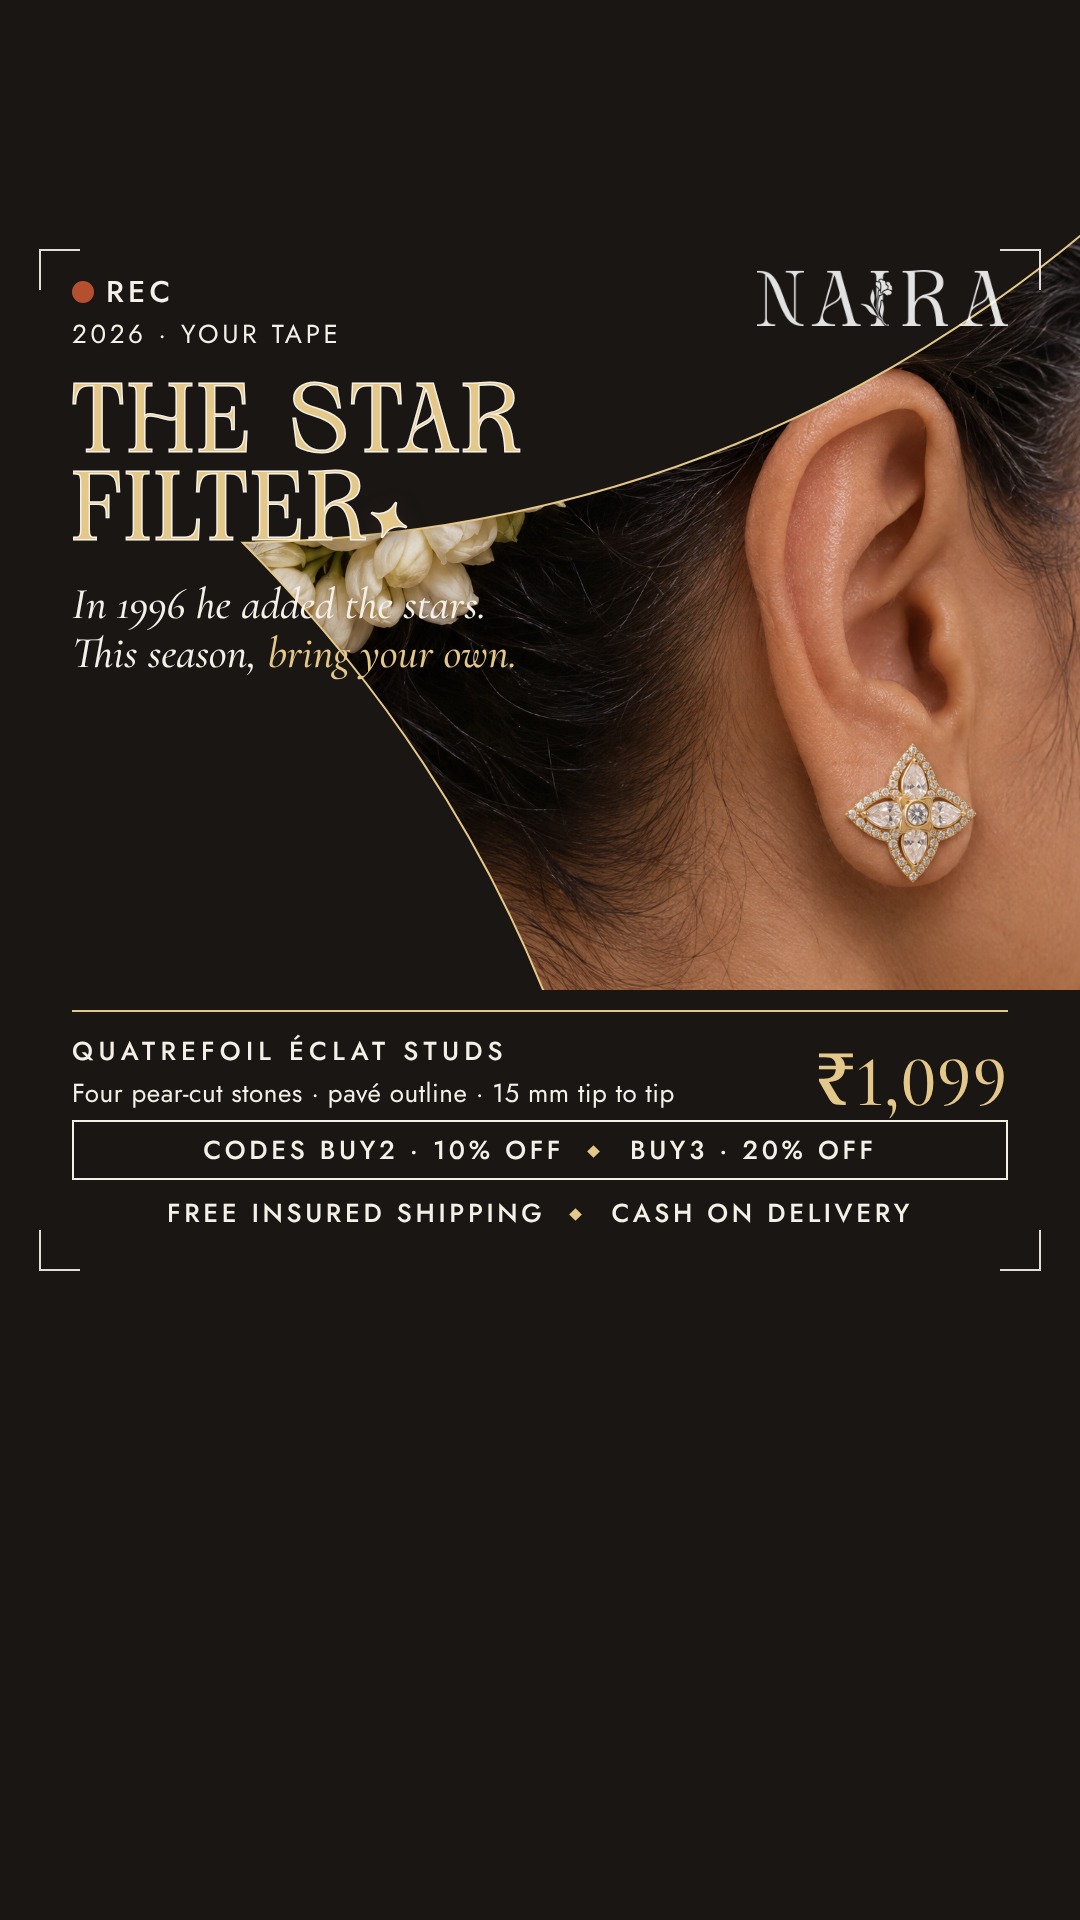 REC
2026 · YOUR TAPE
NAIRA
THE STAR
FILTER
In 1996 he added the stars.
This season, bring your own.
QUATREFOIL ÉCLAT STUDS
Four pear-cut stones · pavé outline · 15 mm tip to tip
₹1,099
CODES BUY2 · 10% OFF ◆ BUY3 · 20% OFF
FREE INSURED SHIPPING ◆ CASH ON DELIVERY